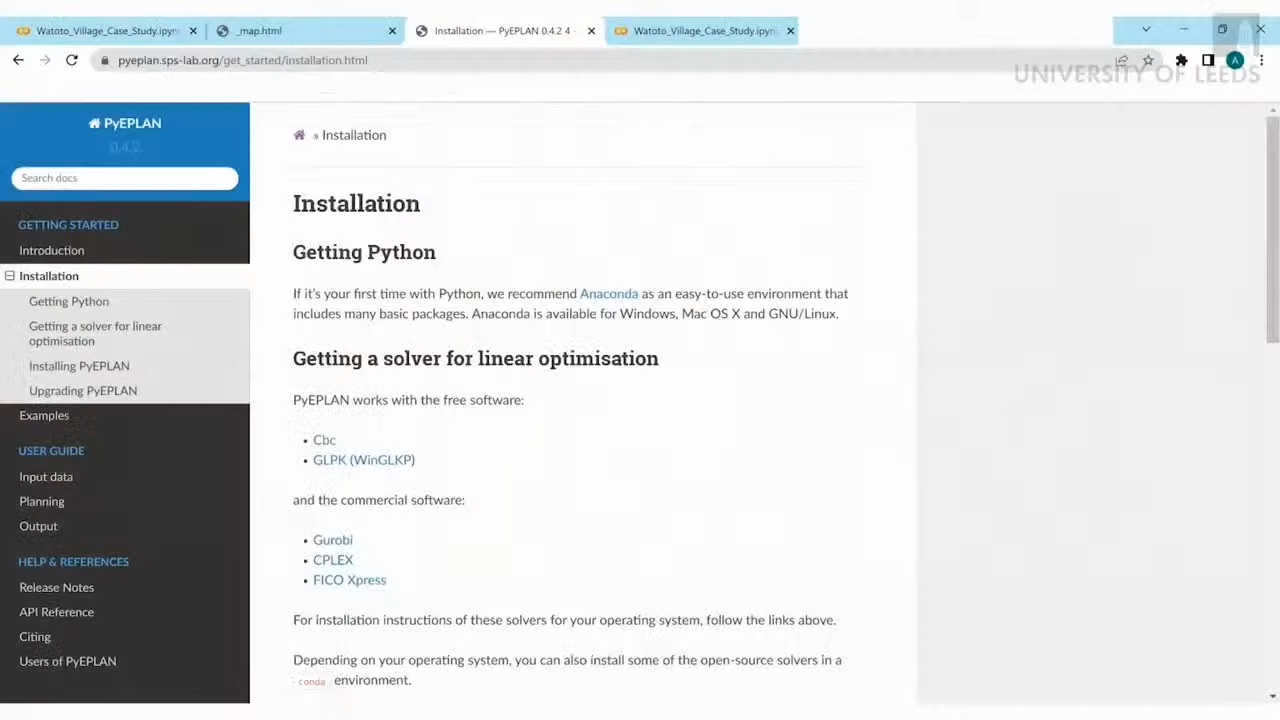 Watoto_Village_Case_Study.ipyn
_map.html
Installation — PyEPLAN 0.4.2 4
Watoto_Village_Case_Study.ipyn
pyeplan.sps-lab.org/get_started/installation.html
A
UNIVERSITY OF LEEDS
PyEPLAN
0.4.2
Search docs
GETTING STARTED
Introduction
Installation
Getting Python
Getting a solver for linear
optimisation
Installing PyEPLAN
Upgrading PyEPLAN
Examples
USER GUIDE
Input data
Planning
Output
HELP & REFERENCES
Release Notes
API Reference
Citing
Users of PyEPLAN
» Installation
Installation
Getting Python
If it's your first time with Python, we recommend Anaconda as an easy-to-use environment that
includes many basic packages. Anaconda is available for Windows, Mac OS X and GNU/Linux.
Getting a solver for linear optimisation
PyEPLAN works with the free software:
• Cbc
• GLPK (WinGLKP)
and the commercial software:
• Gurobi
• CPLEX
• FICO Xpress
For installation instructions of these solvers for your operating system, follow the links above.
Depending on your operating system, you can also install some of the open-source solvers in a
conda environment.